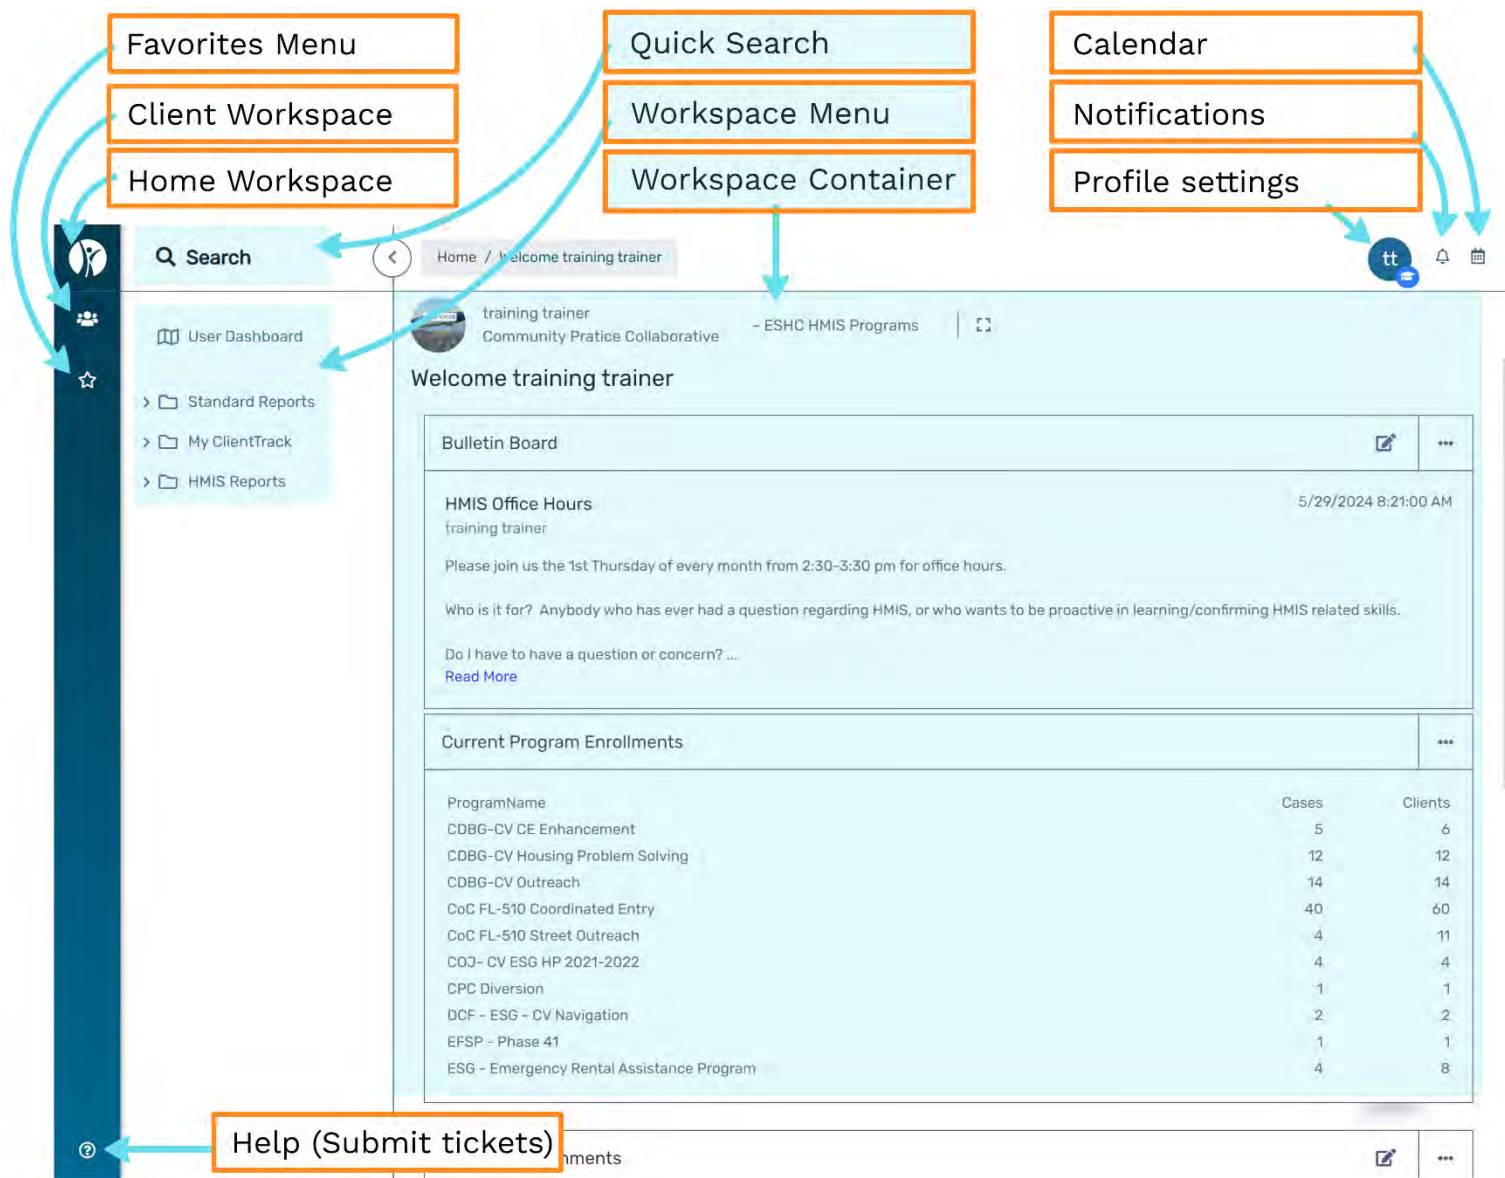 Favorites Menu
Client Workspace
Home Workspace
Quick Search
Workspace Menu
Workspace Container
Calendar
Notifications
Profile settings
Search
Home / Welcome training trainer
tt
User Dashboard
Standard Reports
My ClientTrack
HMIS Reports
training trainer
Community Pratice Collaborative
- ESHC HMIS Programs
Welcome training trainer
Bulletin Board
HMIS Office Hours
5/29/2024 8:21:00 AM
training trainer
Please join us the 1st Thursday of every month from 2:30-3:30 pm for office hours.
Who is it for? Anybody who has ever had a question regarding HMIS, or who wants to be proactive in learning/confirming HMIS related skills.
Do I have to have a question or concern? ...
Read More
Current Program Enrollments
ProgramName Cases Clients
CDBG-CV CE Enhancement 5 6
CDBG-CV Housing Problem Solving 12 12
CDBG-CV Outreach 14 14
CoC FL-510 Coordinated Entry 40 60
CoC FL-510 Street Outreach 4 11
COJ- CV ESG HP 2021-2022 4 4
CPC Diversion 1 1
DCF - ESG - CV Navigation 2 2
EFSP - Phase 41 1 1
ESG - Emergency Rental Assistance Program 4 8
Help (Submit tickets)